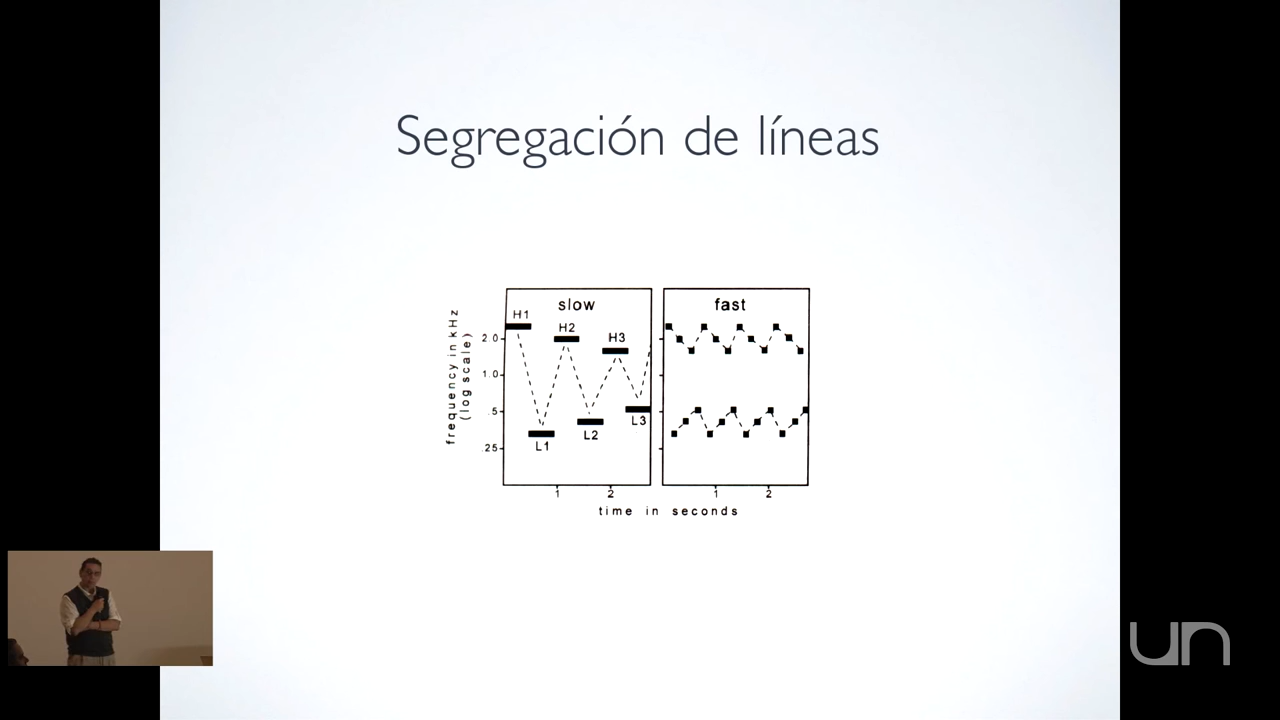 Segregación de líneas
slow
fast
H1
H2
H3
L1
L2
L3
frequency in kHz
(log scale)
2.0
1.0
.5
.25
1
2
1
2
time in seconds
un